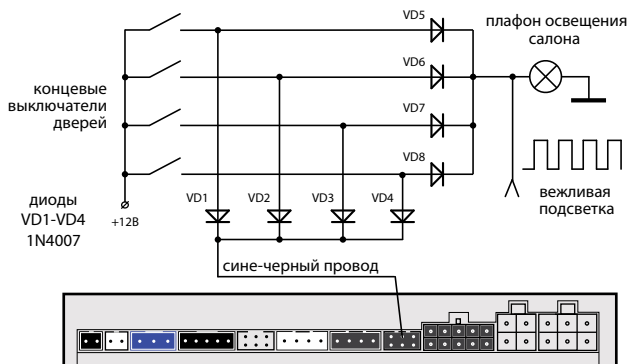 VD5
плафон освещения
салона
VD6
концевые
выключатели
дверей
VD7
VD8
вежливая
подсветка
диоды
VD1-VD4
1N4007
+12В
VD1
VD2
VD3
VD4
сине-черный провод